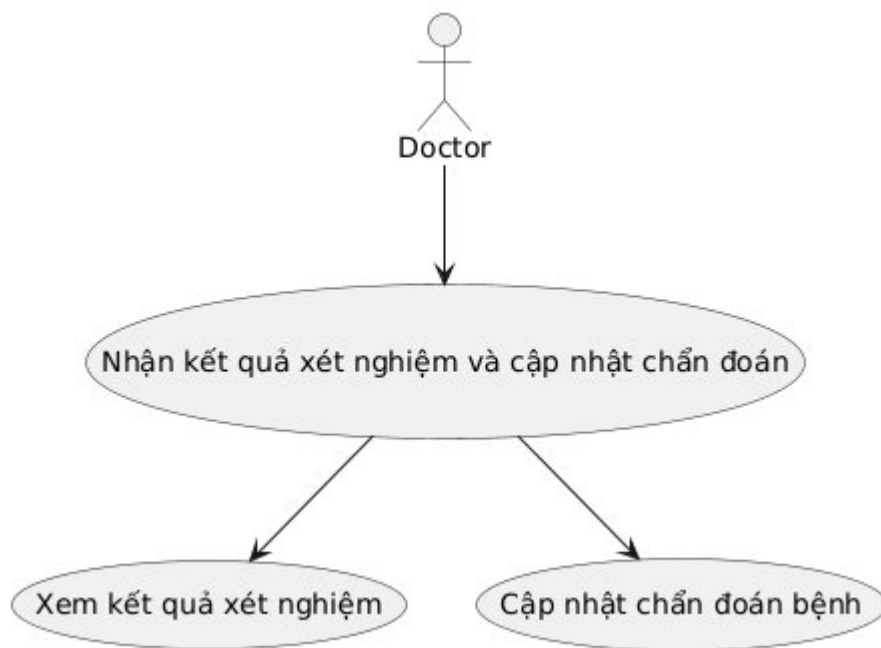 Doctor
Nhận kết quả xét nghiệm và cập nhật chẩn đoán
Xem kết quả xét nghiệm
Cập nhật chẩn đoán bệnh